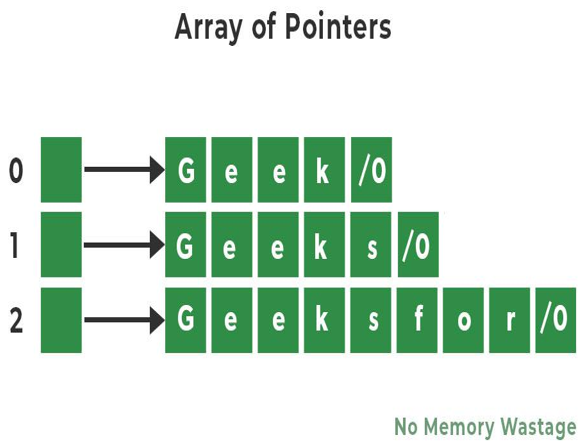 Array of Pointers
0 G e e k /0
1 G e e k s /0
2 G e e k s f o r /0
No Memory Wastage